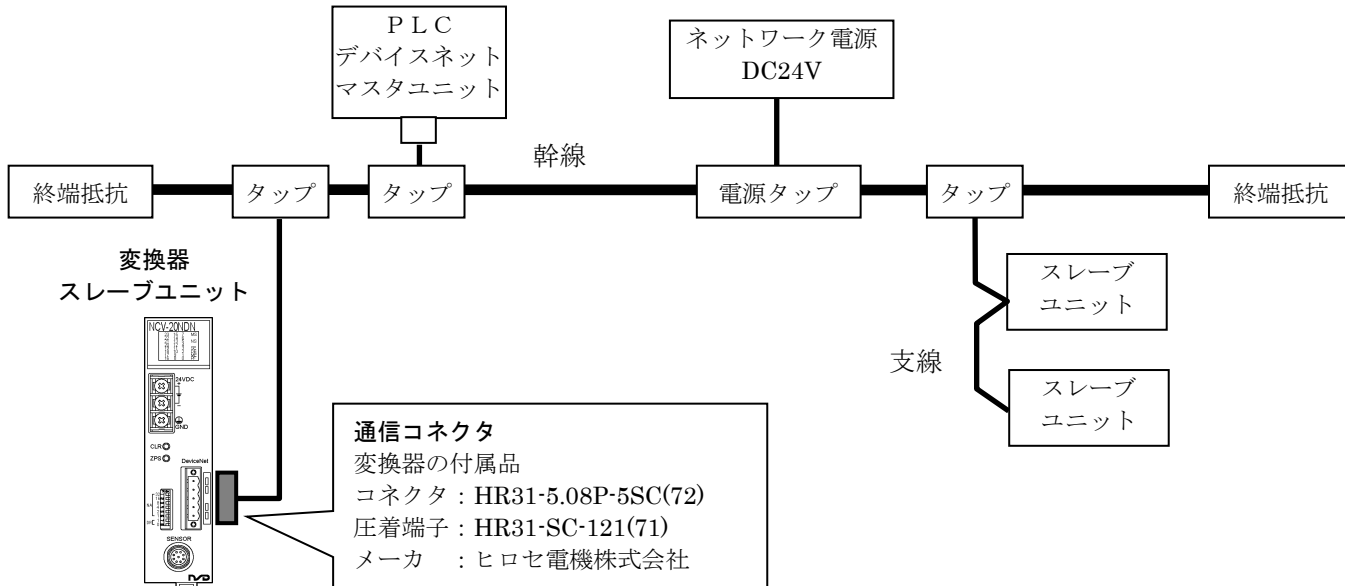 ＰＬＣ
デバイスネット
マスタユニット
ネットワーク電源
DC24V
幹線
終端抵抗
タップ
タップ
電源タップ
タップ
終端抵抗
変換器
スレーブユニット
スレーブ
ユニット
支線
スレーブ
ユニット
NCV-20NDN
24VDC
GND
CLR
ZPS
DeviceNet
SENSOR
通信コネクタ
変換器の付属品
コネクタ：HR31-5.08P-5SC(72)
圧着端子：HR31-SC-121(71)
メーカ　：ヒロセ電機株式会社